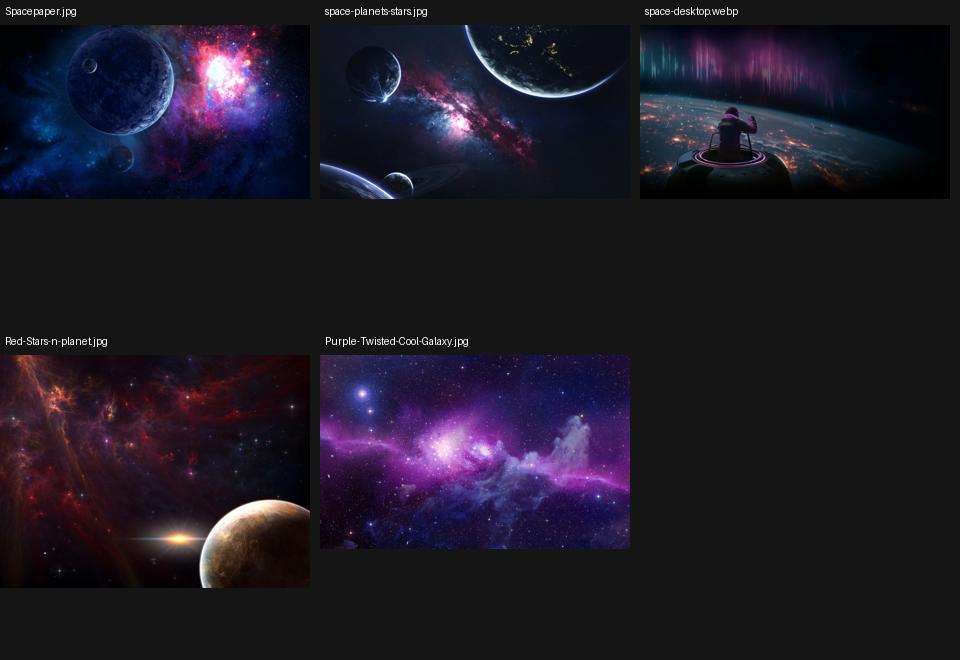 Spacepaper.jpg
space-planets-stars.jpg
space-desktop.webp
Red-Stars-n-planet.jpg
Purple-Twisted-Cool-Galaxy.jpg